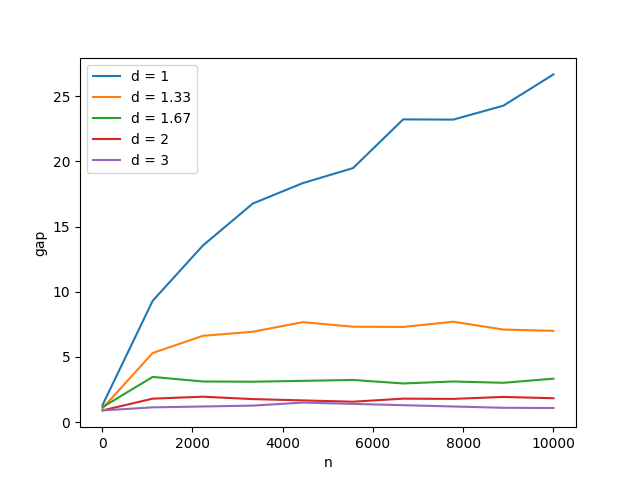 d = 1
d = 1.33
d = 1.67
d = 2
d = 3
25
20
15
10
5
0
gap
0 2000 4000 6000 8000 10000
n